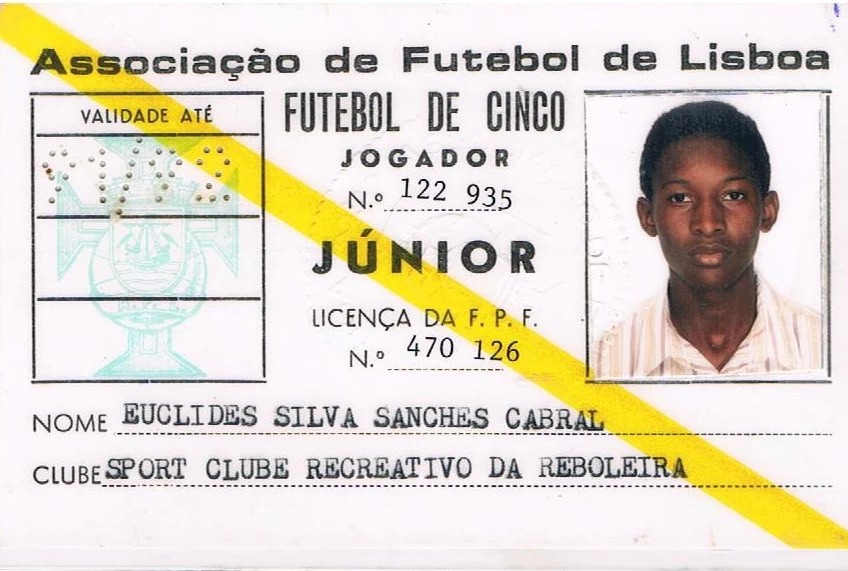 Associação de Futebol de Lisboa
VALIDADE ATÉ
FUTEBOL DE CINCO
JOGADOR
N.º 122 935
JÚNIOR
LICENÇA DA F. P. F.
N.º 470 126
A. F. L.
NOME EUCLIDES SILVA SANCHES CABRAL
CLUBE SPORT CLUBE RECREATIVO DA REBOLEIRA